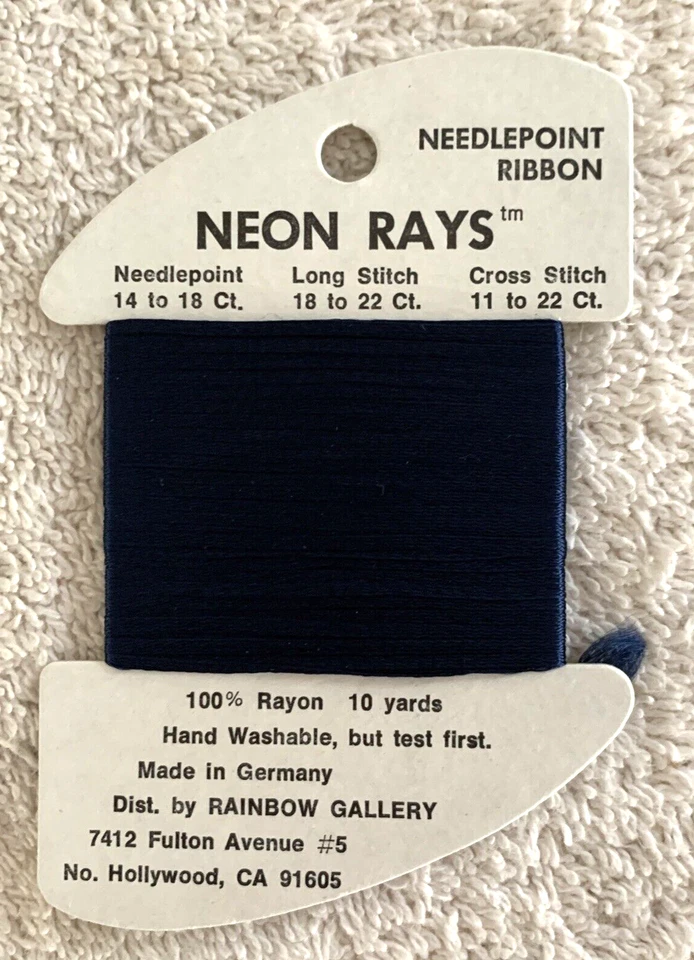 NEEDLEPOINT
RIBBON
NEON RAYS™
Needlepoint Long Stitch Cross Stitch
14 to 18 Ct. 18 to 22 Ct. 11 to 22 Ct.
100% Rayon 10 yards
Hand Washable, but test first.
Made in Germany
Dist. by RAINBOW GALLERY
7412 Fulton Avenue #5
No. Hollywood, CA 91605